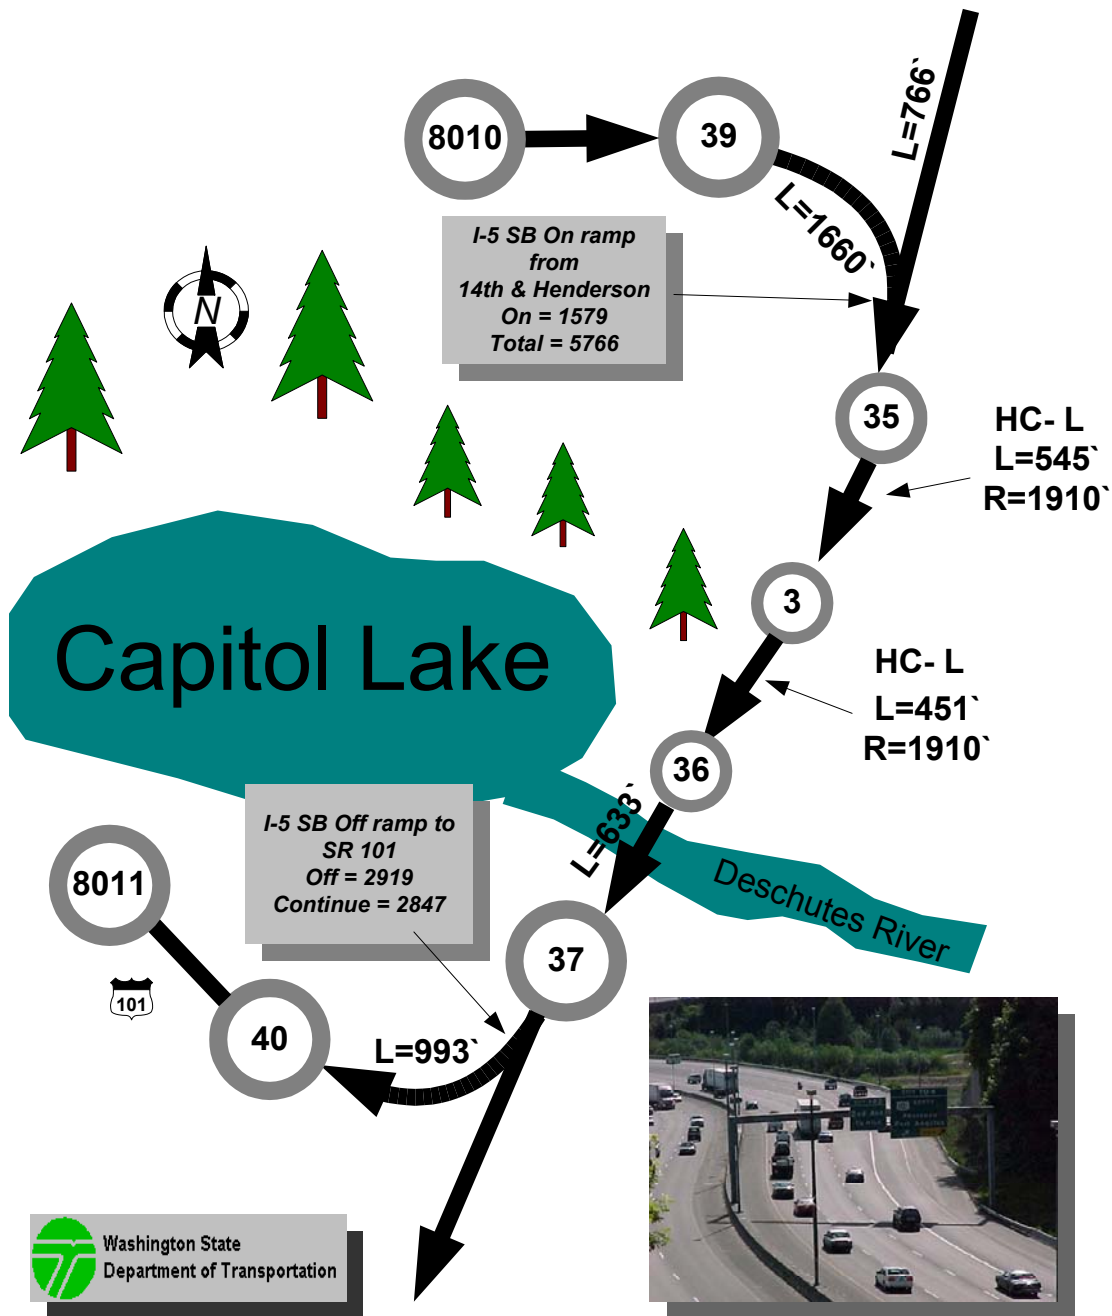 L=766`
8010
39
L=1660`
I-5 SB On ramp
from
14th & Henderson
On = 1579
Total = 5766
N
35
HC- L
L=545`
R=1910`
3
Capitol Lake
HC- L
L=451`
R=1910`
36
L=633`
I-5 SB Off ramp to
SR 101
Off = 2919
Continue = 2847
8011
Deschutes River
37
101
40
L=993`
Washington State
Department of Transportation